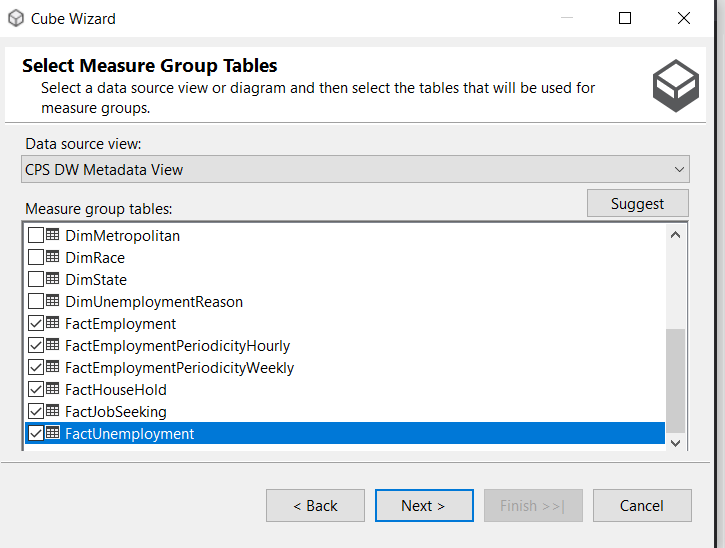 Cube Wizard
Select Measure Group Tables
Select a data source view or diagram and then select the tables that will be used for
measure groups.
Data source view:
CPS DW Metadata View
Suggest
Measure group tables:
DimMetropolitan
DimRace
DimState
DimUnemploymentReason
FactEmployment
FactEmploymentPeriodicityHourly
FactEmploymentPeriodicityWeekly
FactHouseHold
FactJobSeeking
FactUnemployment
< Back
Next >
Finish >>|
Cancel